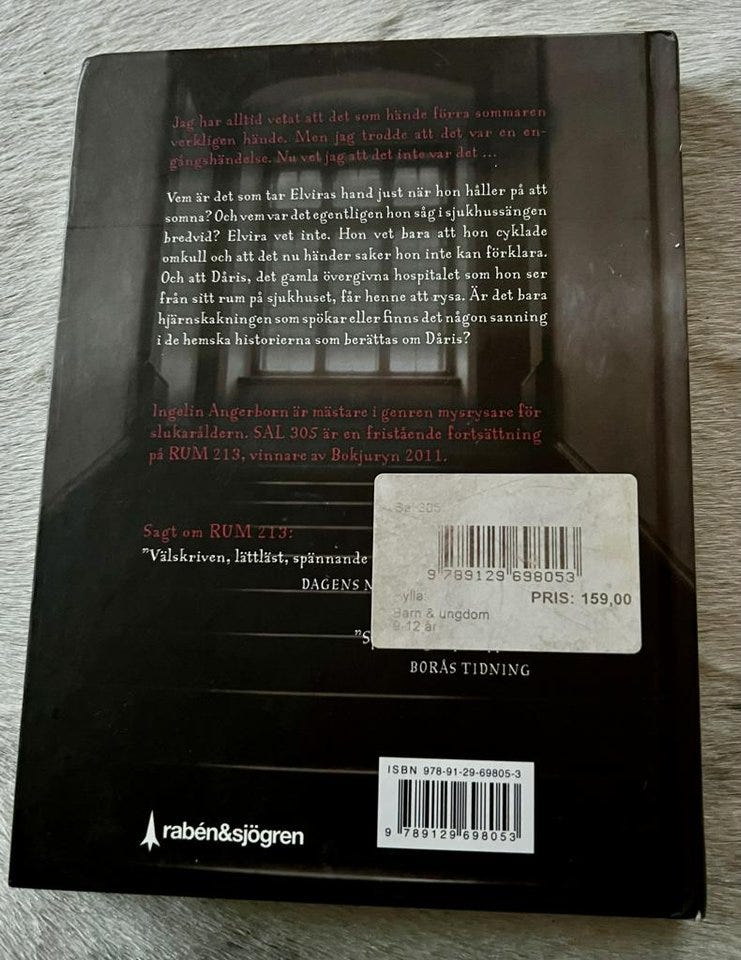 Jag har alltid vetat att det som hände förra sommaren
verkligen hände. Men jag trodde att det var en en-
gångshändelse. Nu vet jag att det inte var det ...
Vem är det som tar Elviras hand just när hon håller på att
somna? Och vem var det egentligen hon såg i sjukhussängen
bredvid? Elvira vet inte. Hon vet bara att hon cyklade
omkull och att det nu händer saker hon inte kan förklara.
Och att Dåris, det gamla övergivna hospitalet som hon ser
från sitt rum på sjukhuset, får henne att rysa. Är det bara
hjärnskakningen som spökar eller finns det någon sanning
i de hemska historierna som berättas om Dåris?
Ingelin Angerborn är mästare i genren mysrysare för
slukaråldern. SAL 305 är en fristående fortsättning
på RUM 213, vinnare av Bokjuryn 2011.
Sagt om RUM 213:
"Välskriven, lättläst, spännande
DAGENS N
"S
BORÅS TIDNING
Sal 305
9 789129 698053
Hylla:
PRIS: 159,00
Barn & ungdom
9-12 år
ISBN 978-91-29-69805-3
9 789129 698053
rabén&sjögren